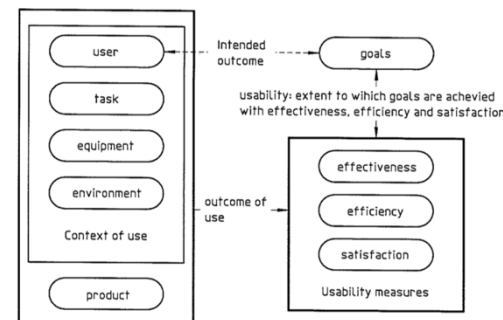 user
task
equipment
environment
Context of use
product
Intended
outcome
goals
usability: extent to wihich goals are achevied
with effectiveness, efficiency and satisfaction
outcome of
use
effectiveness
efficiency
satisfaction
Usability measures